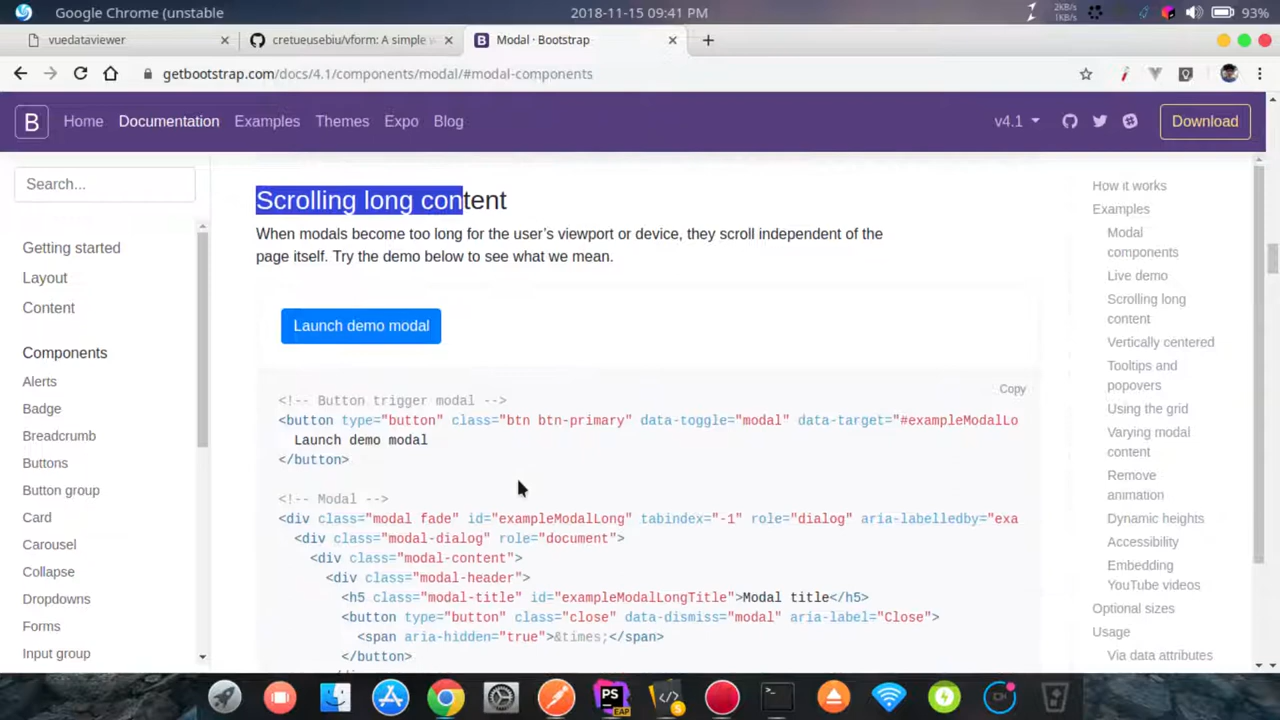 Google Chrome (unstable
2018-11-15 09:41 PM
2KB/s
1KB/s
93%
vuedataviewer
cretueusebiu/vform: A simple
Modal · Bootstrap
getbootstrap.com/docs/4.1/components/modal/#modal-components
B
Home
Documentation
Examples
Themes
Expo
Blog
v4.1
Download
Search...
Getting started
Layout
Content
Components
Alerts
Badge
Breadcrumb
Buttons
Button group
Card
Carousel
Collapse
Dropdowns
Forms
Input group
Scrolling long content
When modals become too long for the user’s viewport or device, they scroll independent of the
page itself. Try the demo below to see what we mean.
Launch demo modal
Copy
<!-- Button trigger modal -->
<button type="button" class="btn btn-primary" data-toggle="modal" data-target="#exampleModalLo
Launch demo modal
</button>
<!-- Modal -->
<div class="modal fade" id="exampleModalLong" tabindex="-1" role="dialog" aria-labelledby="exa
<div class="modal-dialog" role="document">
<div class="modal-content">
<div class="modal-header">
<h5 class="modal-title" id="exampleModalLongTitle">Modal title</h5>
<button type="button" class="close" data-dismiss="modal" aria-label="Close">
<span aria-hidden="true">&times;</span>
</button>
How it works
Examples
Modal
components
Live demo
Scrolling long
content
Vertically centered
Tooltips and
popovers
Using the grid
Varying modal
content
Remove
animation
Dynamic heights
Accessibility
Embedding
YouTube videos
Optional sizes
Usage
Via data attributes
PS
EAP